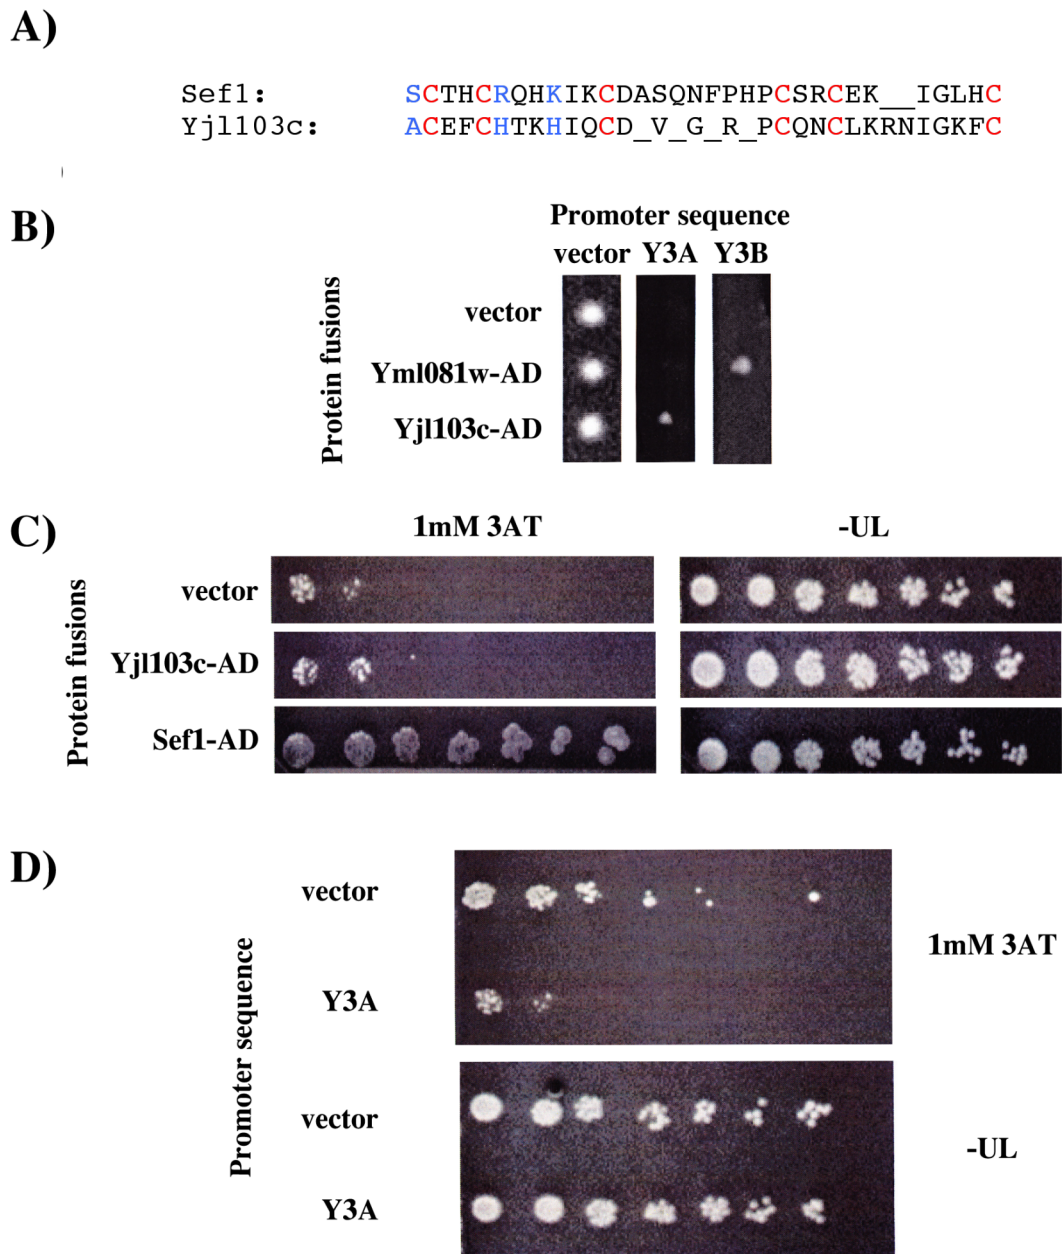 A)
Sef1: SCTHCRQHKIKCDASQNFPHPCSRCEK__IGLHC
Yjl103c: ACEFCHTKHIQCD_V_G_R_PCQNCLKRNIGKFC
B)
Promoter sequence
vector Y3A Y3B
Protein fusions
vector
Yml081w-AD
Yjl103c-AD
C)
1mM 3AT -UL
Protein fusions
vector
Yjl103c-AD
Sef1-AD
D)
Promoter sequence
vector
Y3A
1mM 3AT
vector
Y3A
-UL